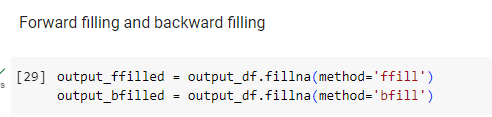 Forward filling and backward filling
s [29] output_ffilled = output_df.fillna(method='ffill')
output_bfilled = output_df.fillna(method='bfill')